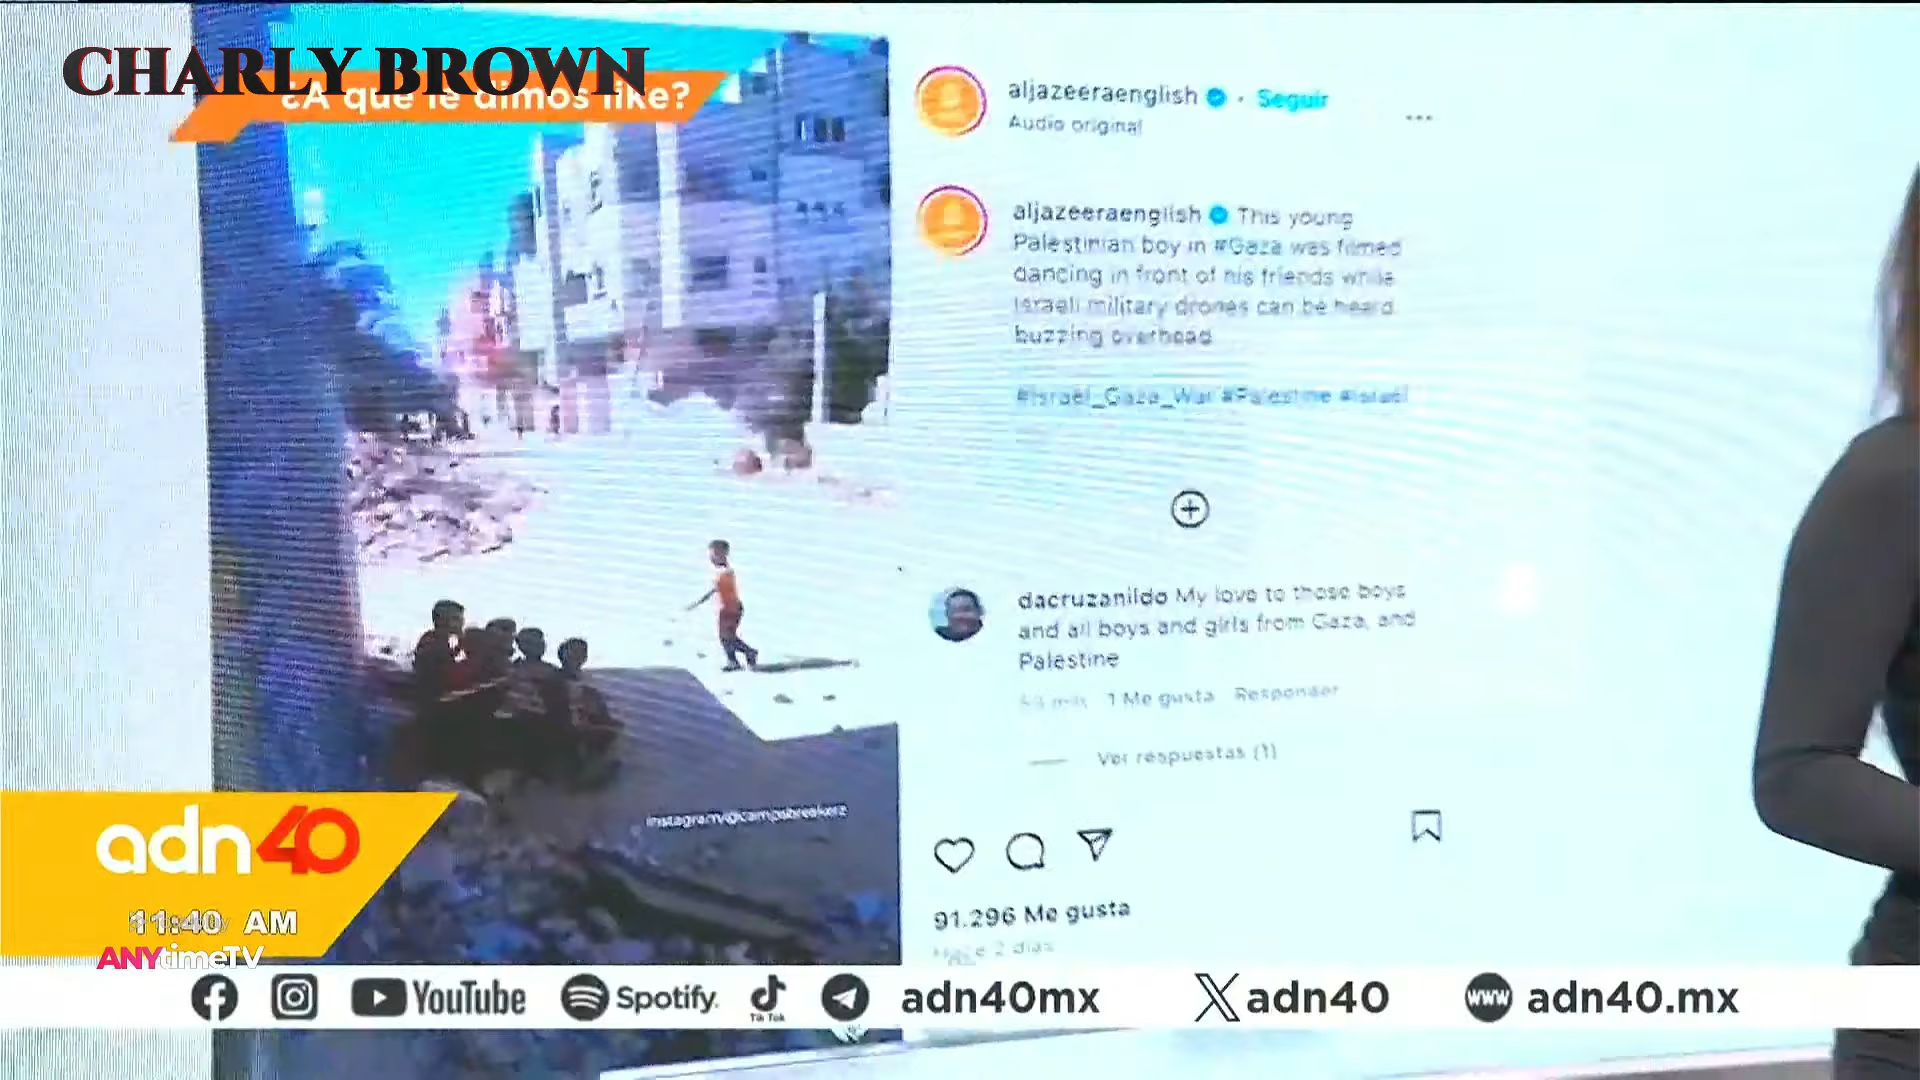 CHARLY BROWN
¿A qué le dimos like?
aljazeeraenglish • Seguir
Audio original
aljazeeraenglish This young
Palestinian boy in #Gaza was filmed
dancing in front of his friends while
Israeli military drones can be heard
buzzing overhead
#Israel_Gaza_War #Palestine #Israel
dacruzanildo My love to those boys
and all boys and girls from Gaza, and
Palestine
1 Me gusta Responder
Ver respuestas (1)
instagram/@campsbreakerz
91.296 Me gusta
Hace 2 días
adn40
11:40 AM
ANYtimeTV
YouTube Spotify Tik Tok adn40mx X adn40 www adn40.mx